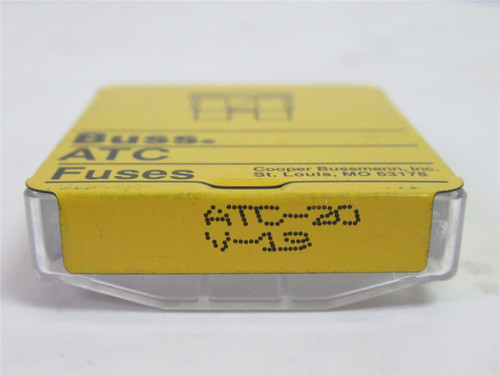 Buss.
ATC
Fuses
Cooper Bussmann, Inc.
St. Louis, MO 63178
ATC-20
V-13